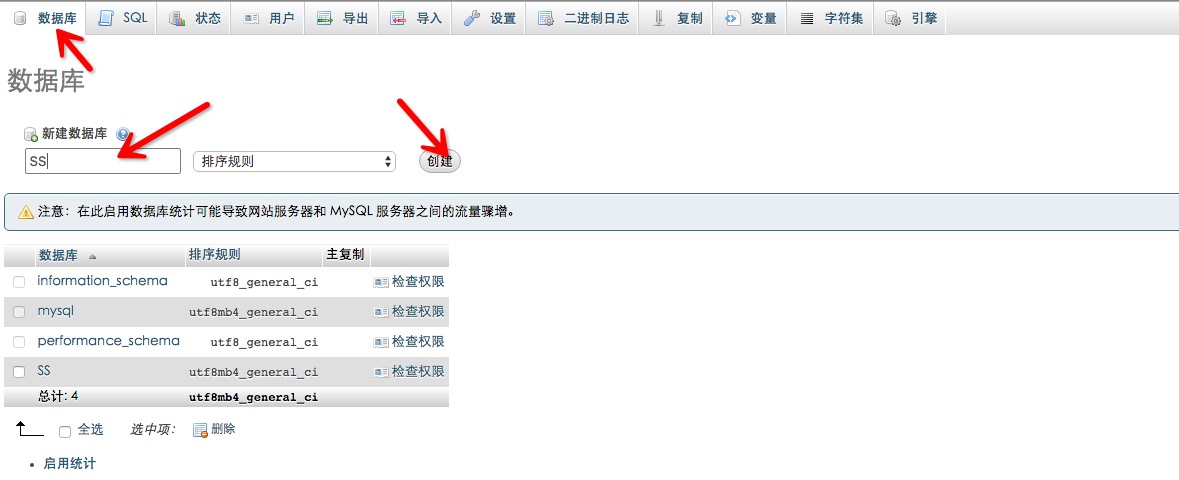 数据库 SQL 状态 用户 导出 导入 设置 二进制日志 复制 变量 字符集 引擎
数据库
新建数据库
SS 排序规则 创建
注意：在此启用数据库统计可能导致网站服务器和 MySQL 服务器之间的流量骤增。
数据库 排序规则 主复制
information_schema utf8_general_ci 检查权限
mysql utf8mb4_general_ci 检查权限
performance_schema utf8_general_ci 检查权限
SS utf8mb4_general_ci 检查权限
总计: 4 utf8mb4_general_ci
全选 选中项： 删除
启用统计